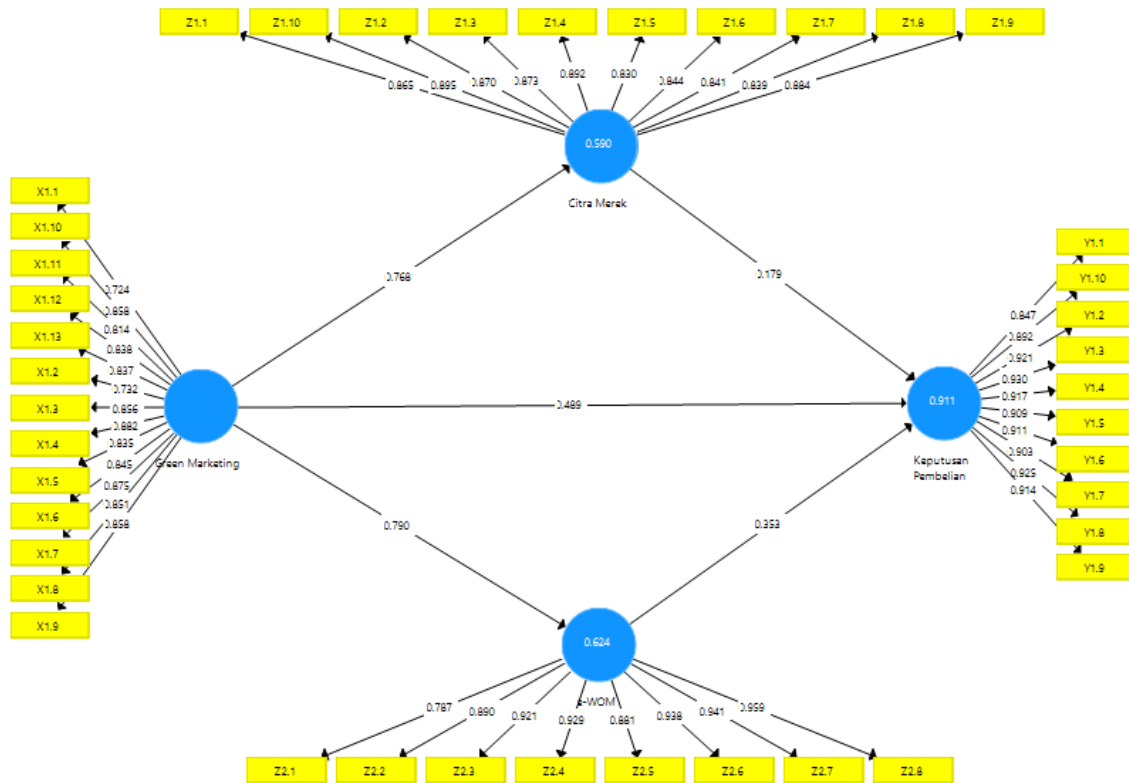 Z1.1 Z1.10 Z1.2 Z1.3 Z1.4 Z1.5 Z1.6 Z1.7 Z1.8 Z1.9
0.865 0.895 0.870 0.873 0.892 0.830 0.844 0.841 0.839 0.884
0.590
Citra Merek
X1.1
X1.10
X1.11
X1.12
X1.13
X1.2
X1.3
X1.4
X1.5
X1.6
X1.7
X1.8
X1.9
0.724
0.858
0.814
0.838
0.837
0.732
0.856
0.882
0.835
0.845
0.875
0.851
0.858
Green Marketing
0.768
0.179
0.489
0.790
0.353
0.911
Keputusan
Pembelian
0.847
0.892
0.921
0.930
0.917
0.909
0.911
0.903
0.925
0.914
Y1.1
Y1.10
Y1.2
Y1.3
Y1.4
Y1.5
Y1.6
Y1.7
Y1.8
Y1.9
0.624
e-WOM
0.787 0.890 0.921 0.929 0.881 0.938 0.941 0.959
Z2.1 Z2.2 Z2.3 Z2.4 Z2.5 Z2.6 Z2.7 Z2.8